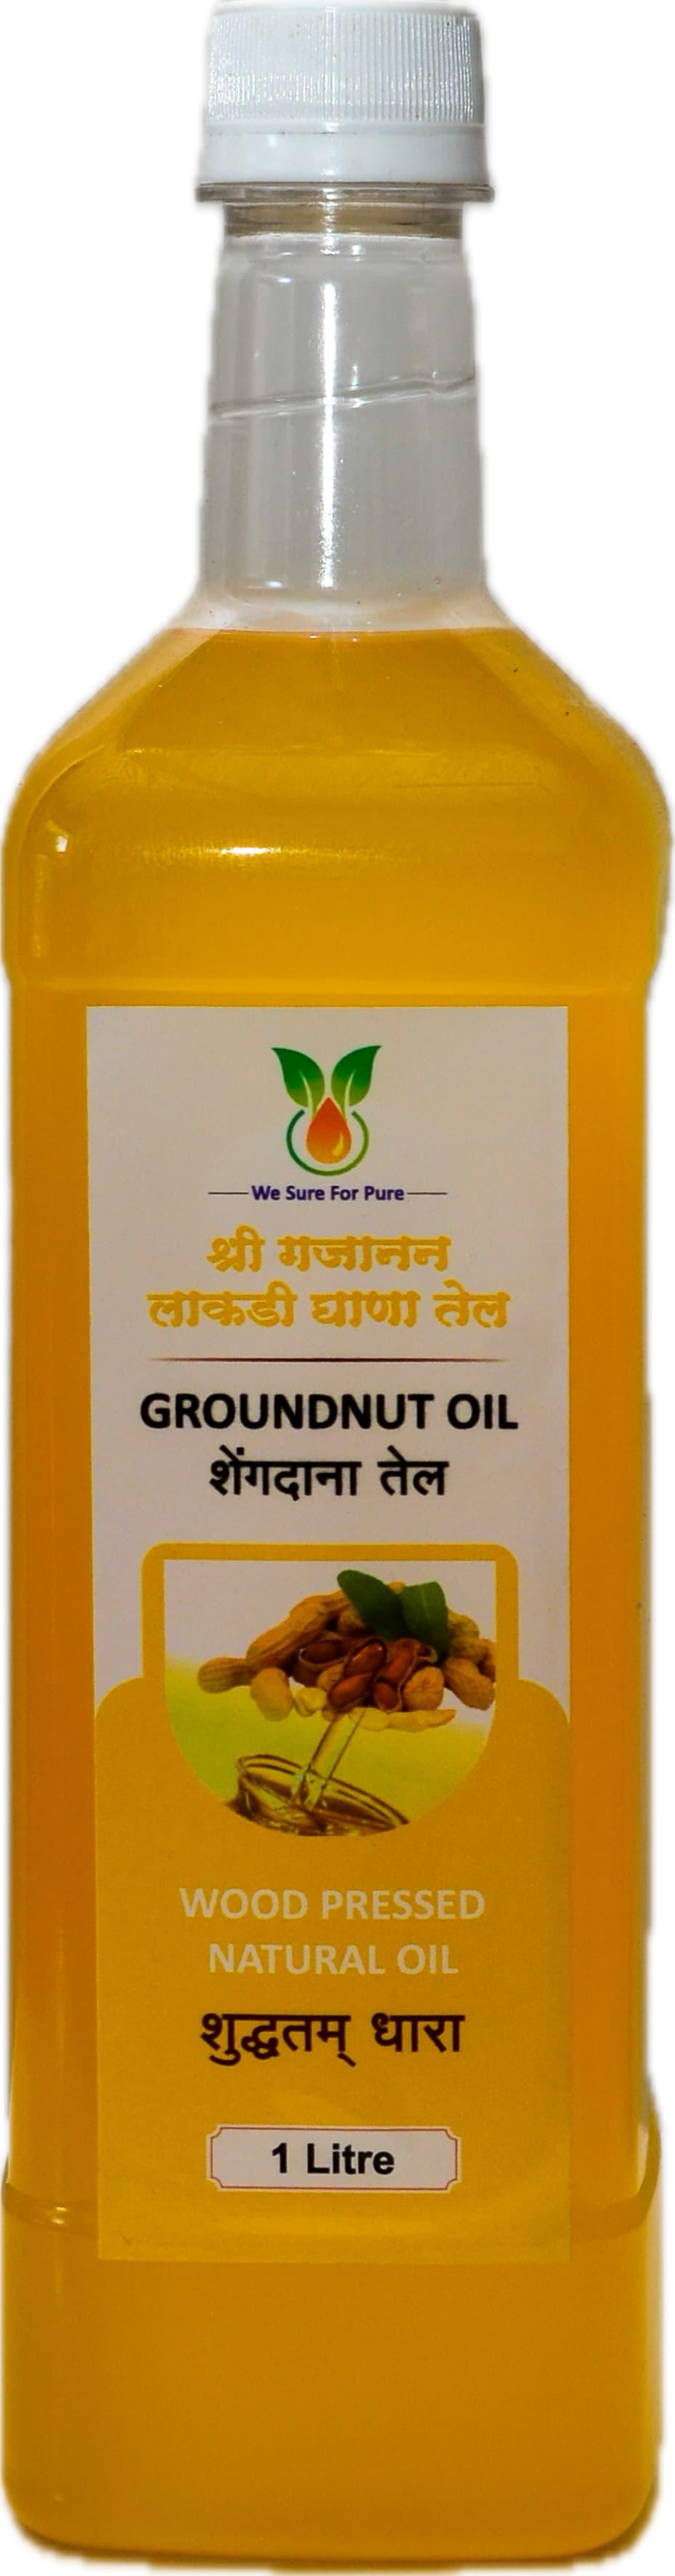 We Sure For Pure
श्री गजानन
लाकडी घाणा तेल
GROUNDNUT OIL
शेंगदाना तेल
WOOD PRESSED
NATURAL OIL
शुद्धतम् धारा
1 Litre